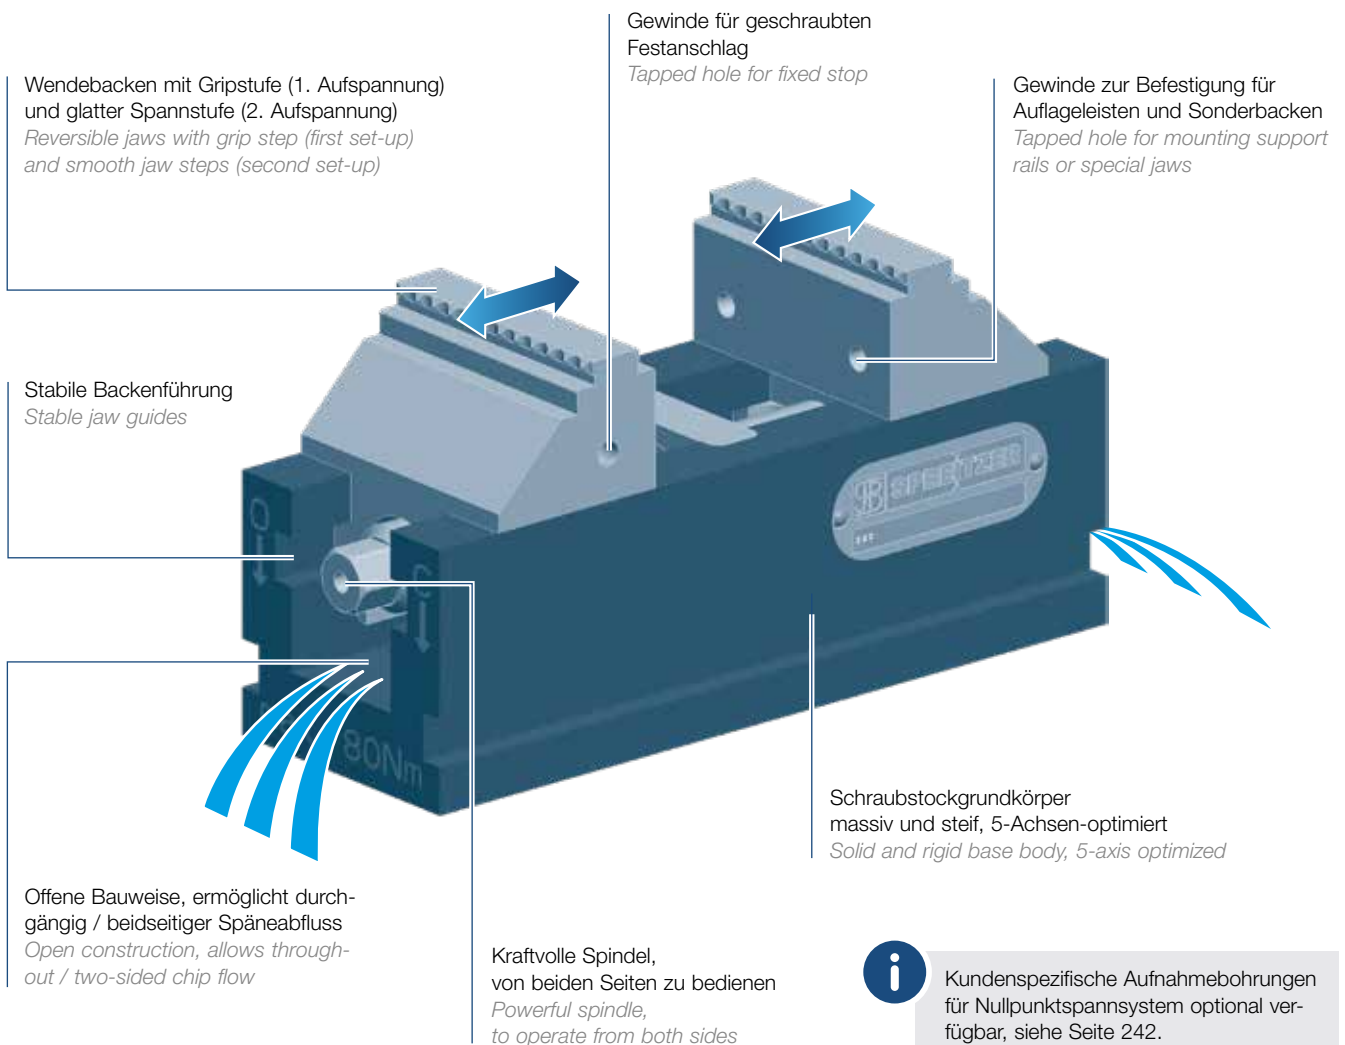 Gewinde für geschraubten
Festanschlag
Tapped hole for fixed stop
Wendebacken mit Gripstufe (1. Aufspannung)
und glatter Spannstufe (2. Aufspannung)
Reversible jaws with grip step (first set-up)
and smooth jaw steps (second set-up)
Gewinde zur Befestigung für
Auflageleisten und Sonderbacken
Tapped hole for mounting support
rails or special jaws
Stabile Backenführung
Stable jaw guides
O
C
80Nm
Schraubstockgrundkörper
massiv und steif, 5-Achsen-optimiert
Solid and rigid base body, 5-axis optimized
Offene Bauweise, ermöglicht durch-
gängig / beidseitiger Späneabfluss
Open construction, allows through-
out / two-sided chip flow
Kraftvolle Spindel,
von beiden Seiten zu bedienen
Powerful spindle,
to operate from both sides
i
Kundenspezifische Aufnahmebohrungen
für Nullpunktspannsystem optional ver-
fügbar, siehe Seite 242.